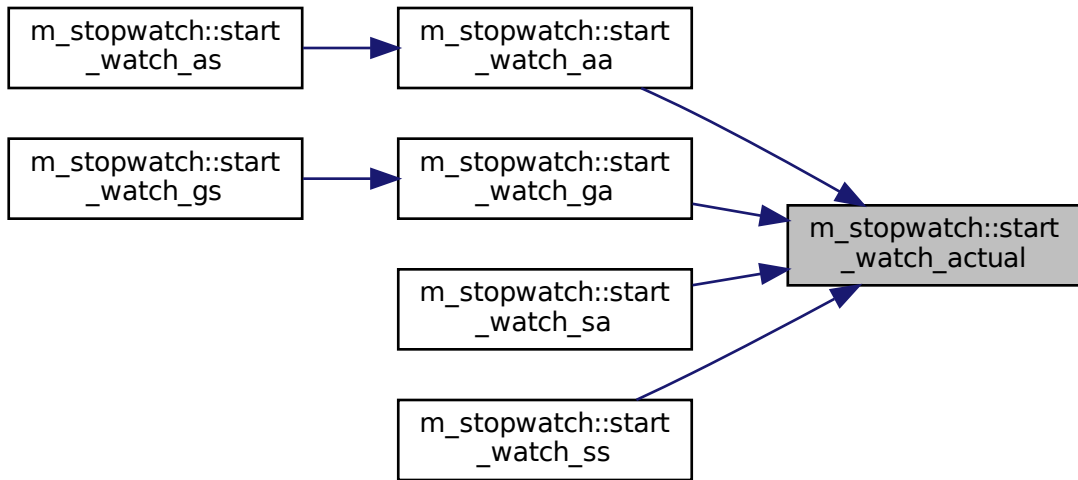 m_stopwatch::start
_watch_as
m_stopwatch::start
_watch_aa
m_stopwatch::start
_watch_gs
m_stopwatch::start
_watch_ga
m_stopwatch::start
_watch_actual
m_stopwatch::start
_watch_sa
m_stopwatch::start
_watch_ss